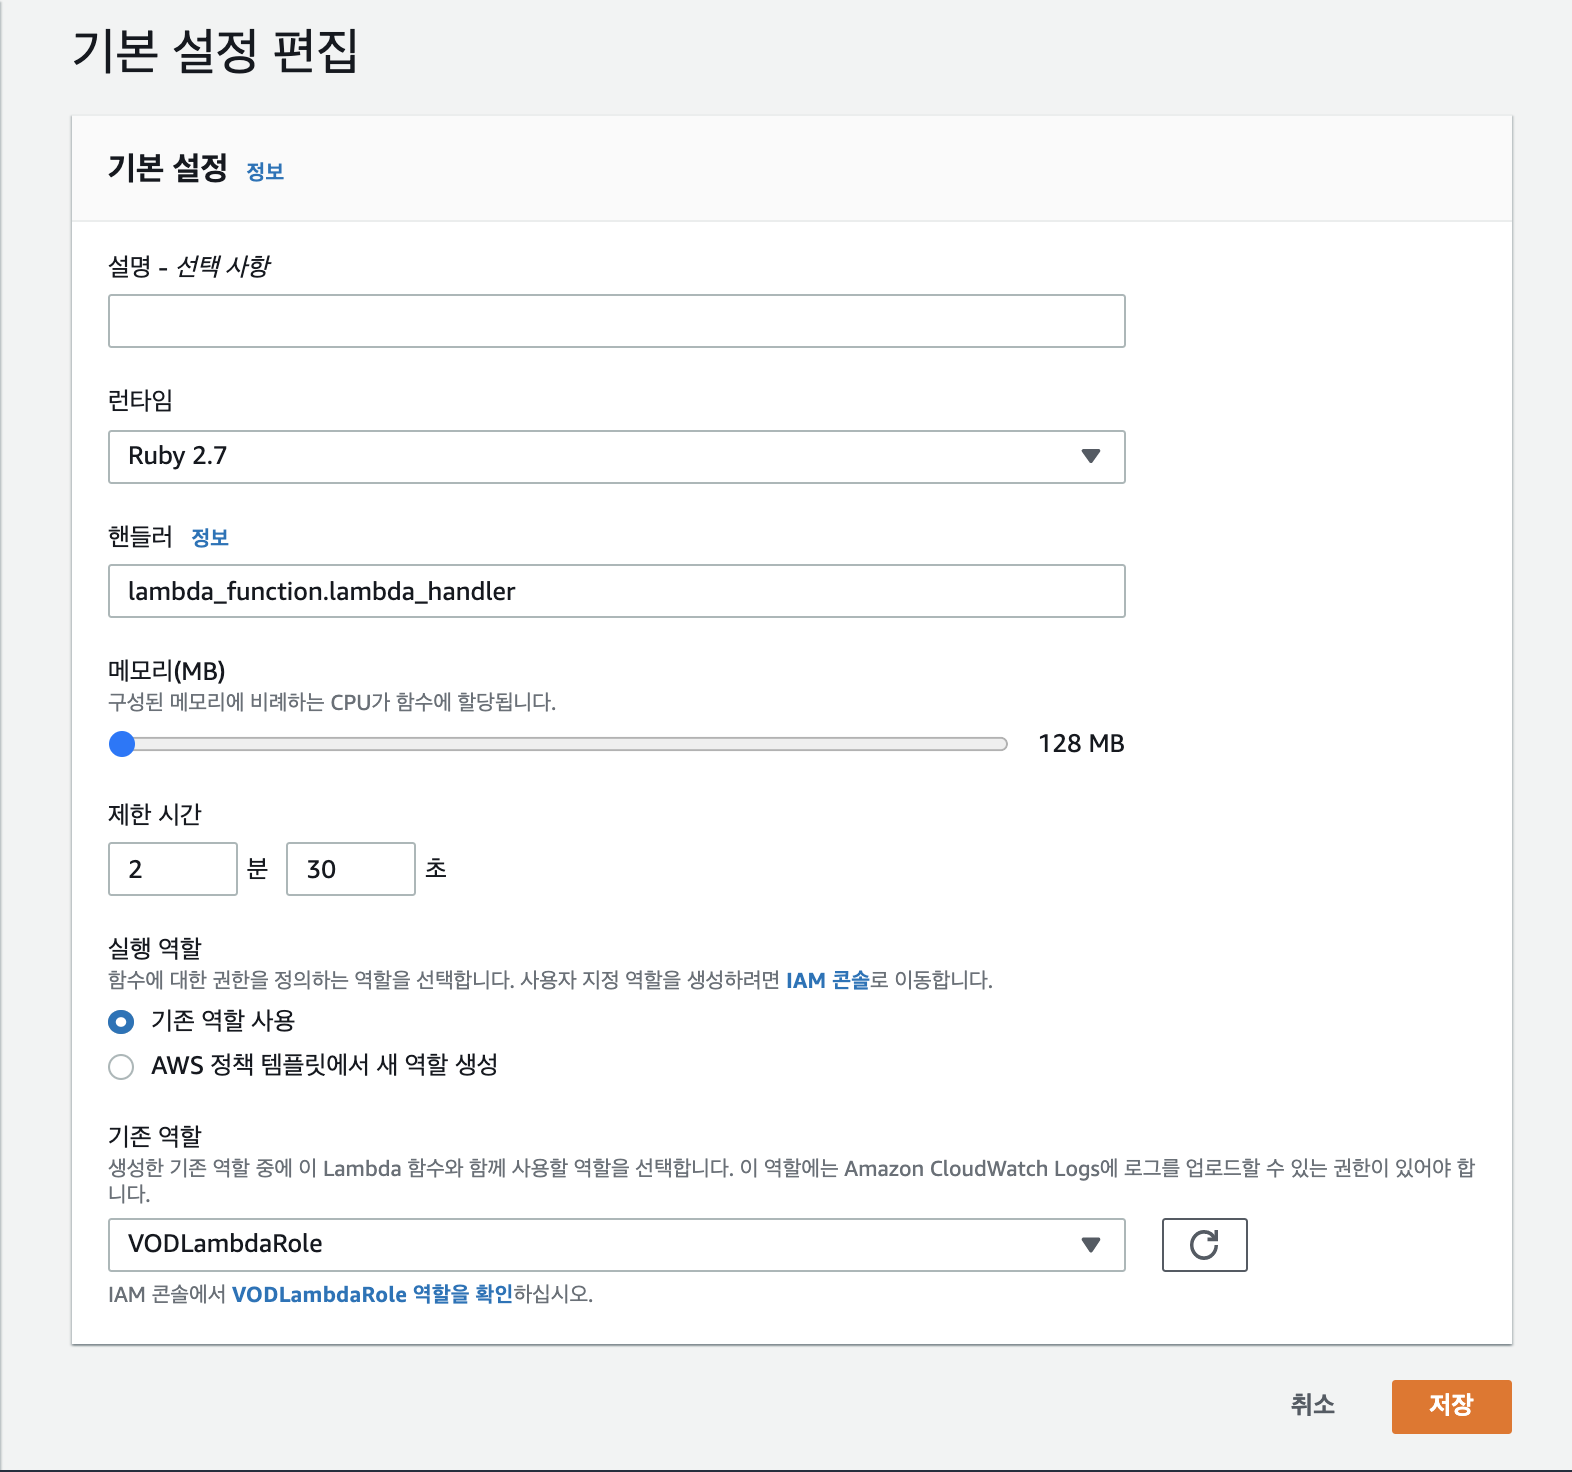 기본 설정 편집
기본 설정 정보
설명 - 선택 사항
런타임
Ruby 2.7
핸들러 정보
lambda_function.lambda_handler
메모리(MB)
구성된 메모리에 비례하는 CPU가 함수에 할당됩니다.
128 MB
제한 시간
2 분 30 초
실행 역할
함수에 대한 권한을 정의하는 역할을 선택합니다. 사용자 지정 역할을 생성하려면 IAM 콘솔로 이동합니다.
기존 역할 사용
AWS 정책 템플릿에서 새 역할 생성
기존 역할
생성한 기존 역할 중에 이 Lambda 함수와 함께 사용할 역할을 선택합니다. 이 역할에는 Amazon CloudWatch Logs에 로그를 업로드할 수 있는 권한이 있어야 합
니다.
VODLambdaRole
IAM 콘솔에서 VODLambdaRole 역할을 확인하십시오.
취소 저장